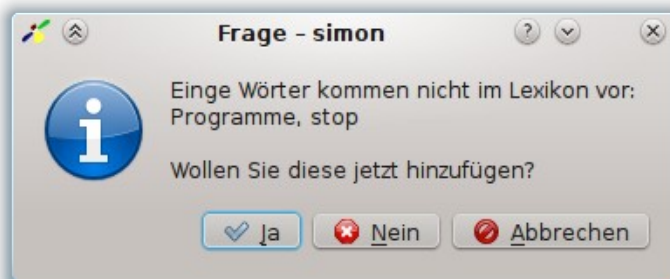 Frage – simon
Einge Wörter kommen nicht im Lexikon vor:
Programme, stop
Wollen Sie diese jetzt hinzufügen?
Ja Nein Abbrechen